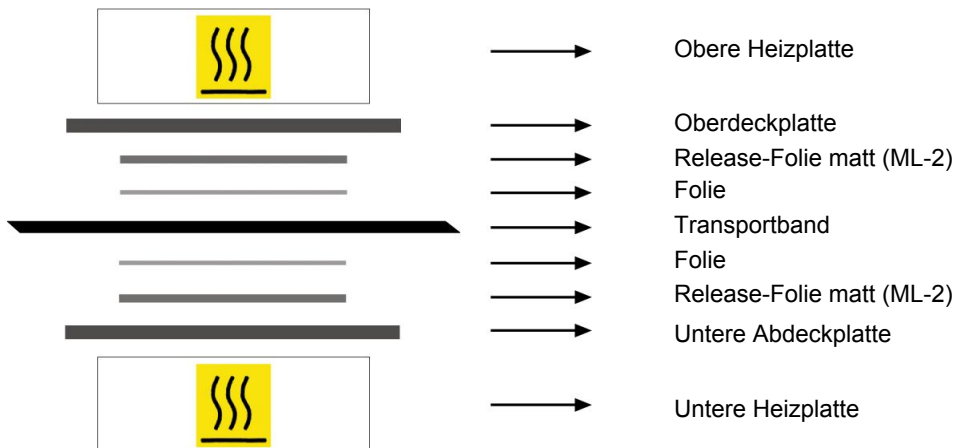 Obere Heizplatte
Oberdeckplatte
Release-Folie matt (ML-2)
Folie
Transportband
Folie
Release-Folie matt (ML-2)
Untere Abdeckplatte
Untere Heizplatte